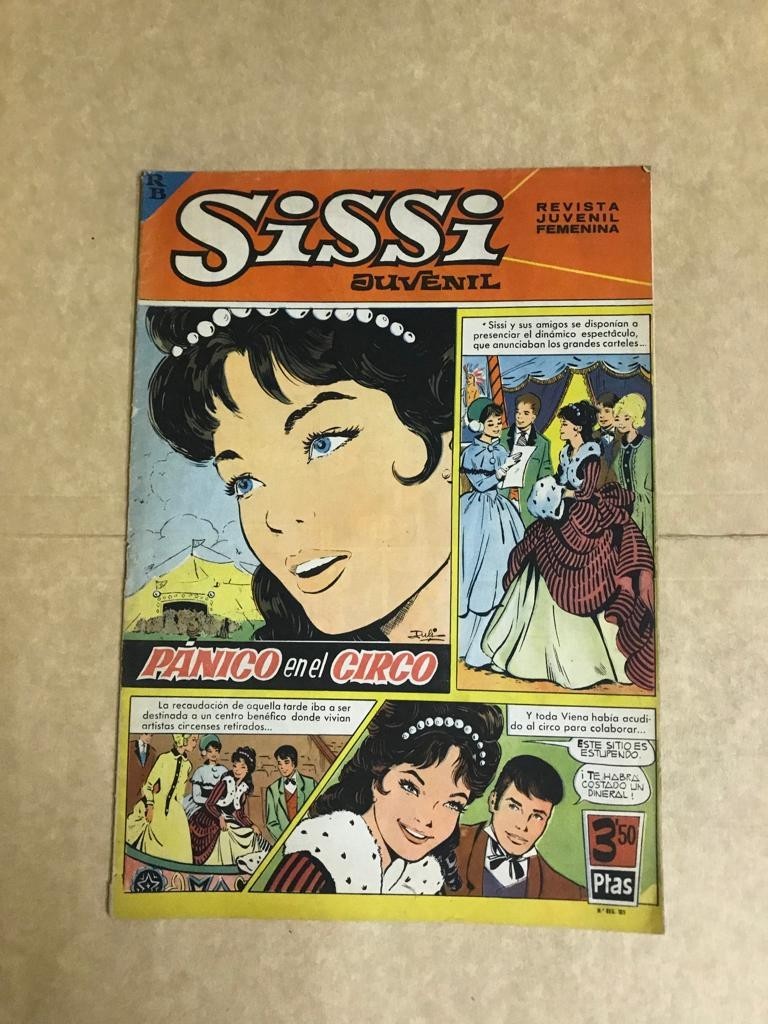 R
B
SiSSi
JUVENIL
REVISTA
JUVENIL
FEMENINA
Sissi y sus amigos se disponían a
presenciar el dinámico espectáculo,
que anunciaban los grandes carteles...
Juli
PÁNICO en el CIRCO
La recaudación de aquella tarde iba a ser
destinada a un centro benéfico donde vivían
artistas circenses retirados...
Y toda Viena había acudi-
do al circo para colaborar...
ESTE SITIO ES
ESTUPENDO.
¡TE HABRÁ
COSTADO UN
DINERAL!
3'50
Ptas